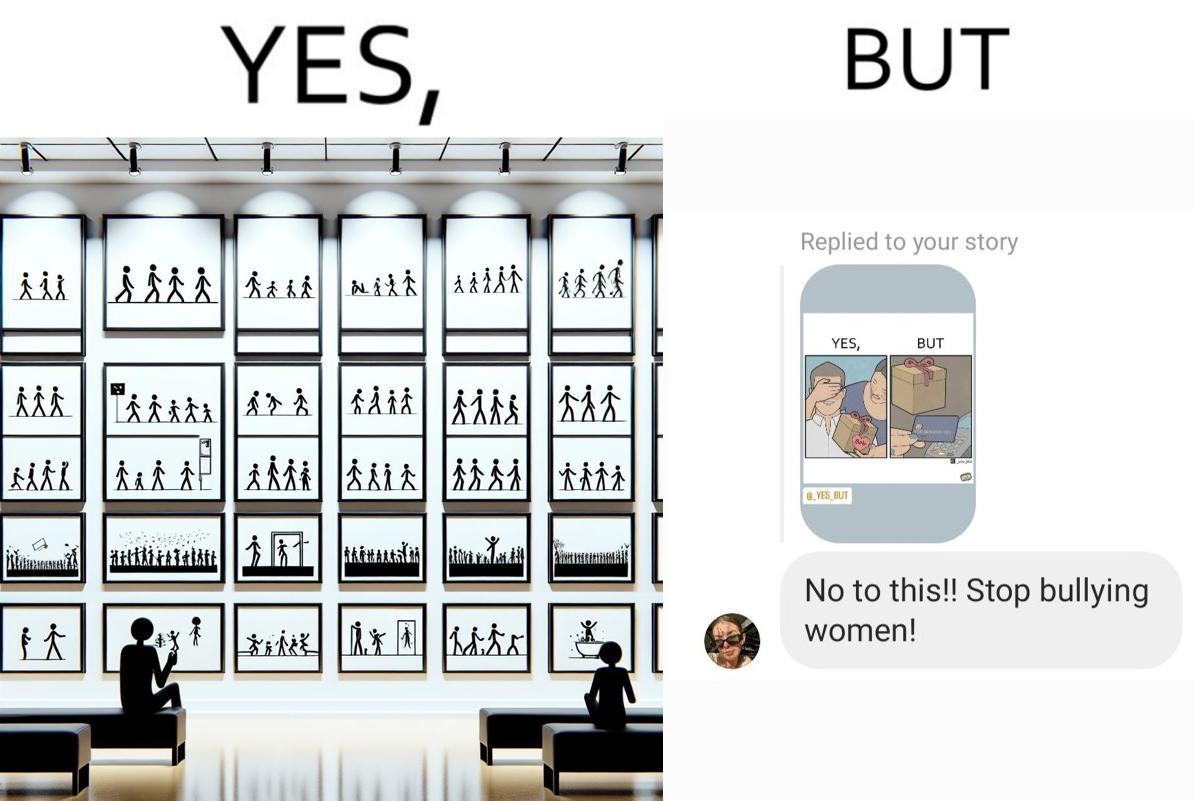 YES,
BUT
Replied to your story
YES,
BUT
@_YES_BUT
No to this!! Stop bullying
women!